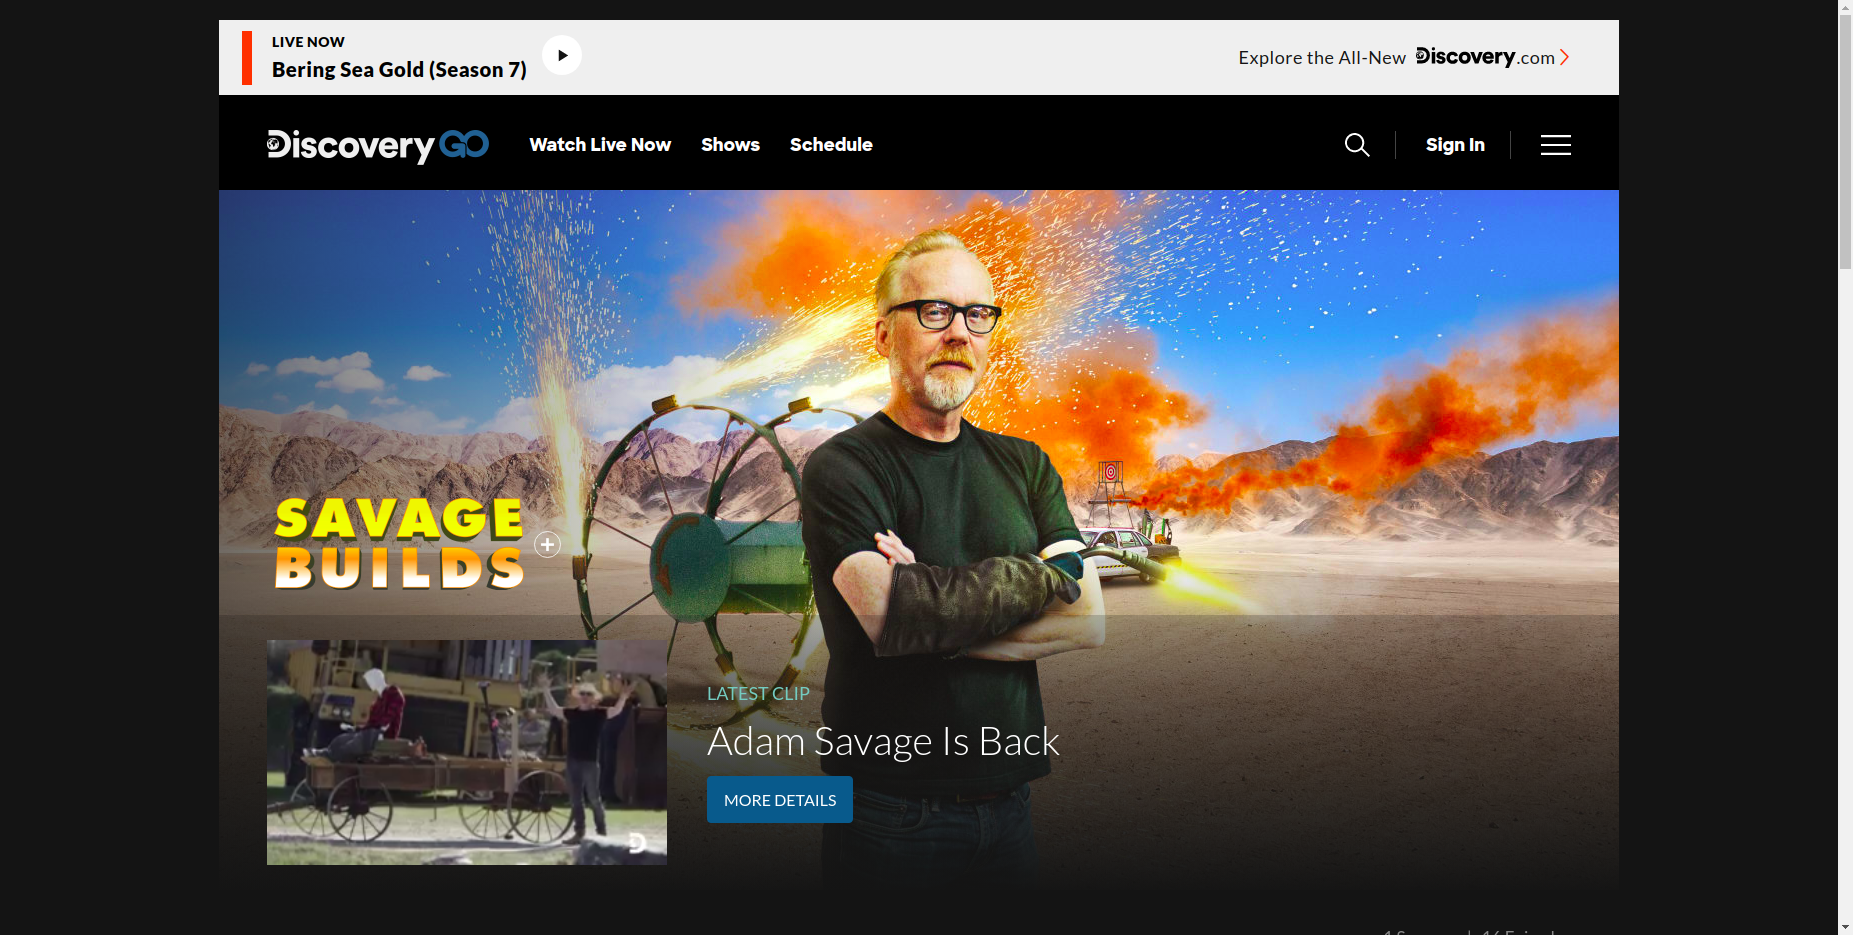 LIVE NOW
Bering Sea Gold (Season 7)
Explore the All-New Discovery.com
Discovery GO
Watch Live Now
Shows
Schedule
Sign In
SAVAGE
BUILDS
LATEST CLIP
Adam Savage Is Back
MORE DETAILS